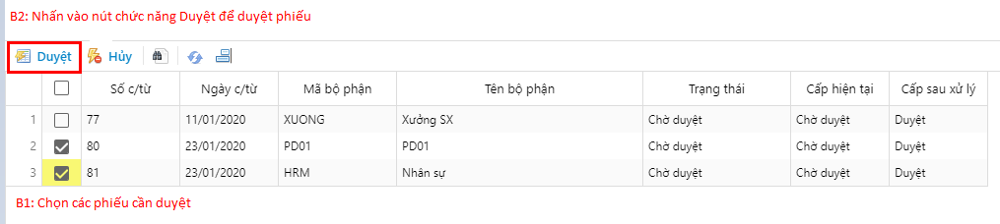 B2: Nhấn vào nút chức năng Duyệt để duyệt phiếu
Duyệt Hủy
Số c/từ Ngày c/từ Mã bộ phận Tên bộ phận Trạng thái Cấp hiện tại Cấp sau xử lý
1 77 11/01/2020 XUONG Xưởng SX Chờ duyệt Chờ duyệt Duyệt
2 80 23/01/2020 PD01 PD01 Chờ duyệt Chờ duyệt Duyệt
3 81 23/01/2020 HRM Nhân sự Chờ duyệt Chờ duyệt Duyệt
B1: Chọn các phiếu cần duyệt